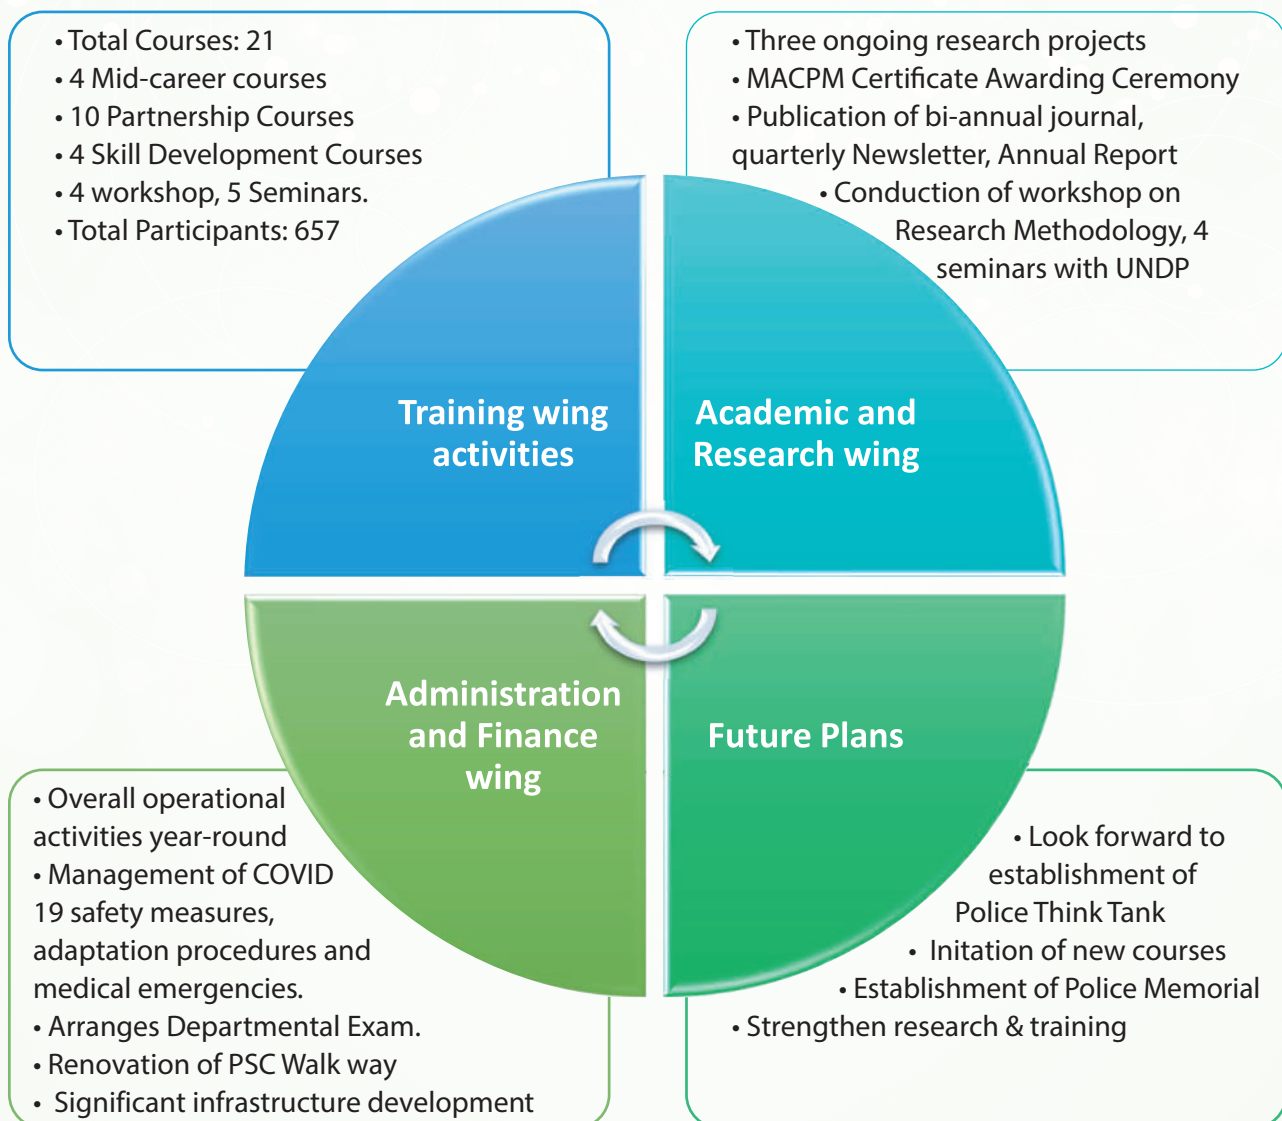 • Total Courses: 21
• 4 Mid-career courses
• 10 Partnership Courses
• 4 Skill Development Courses
• 4 workshop, 5 Seminars.
• Total Participants: 657
• Three ongoing research projects
• MACPM Certificate Awarding Ceremony
• Publication of bi-annual journal,
quarterly Newsletter, Annual Report
• Conduction of workshop on
Research Methodology, 4
seminars with UNDP
Training wing
activities
Academic and
Research wing
Administration
and Finance
wing
Future Plans
• Overall operational
activities year-round
• Management of COVID
19 safety measures,
adaptation procedures and
medical emergencies.
• Arranges Departmental Exam.
• Renovation of PSC Walk way
• Significant infrastructure development
• Look forward to
establishment of
Police Think Tank
• Initation of new courses
• Establishment of Police Memorial
• Strengthen research & training